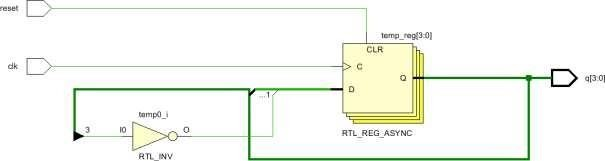 reset
temp_reg[3:0]
CLR
clk
C
Q
q[3:0]
D
...1
temp0_i
3
I0
O
RTL_INV
RTL_REG_ASYNC